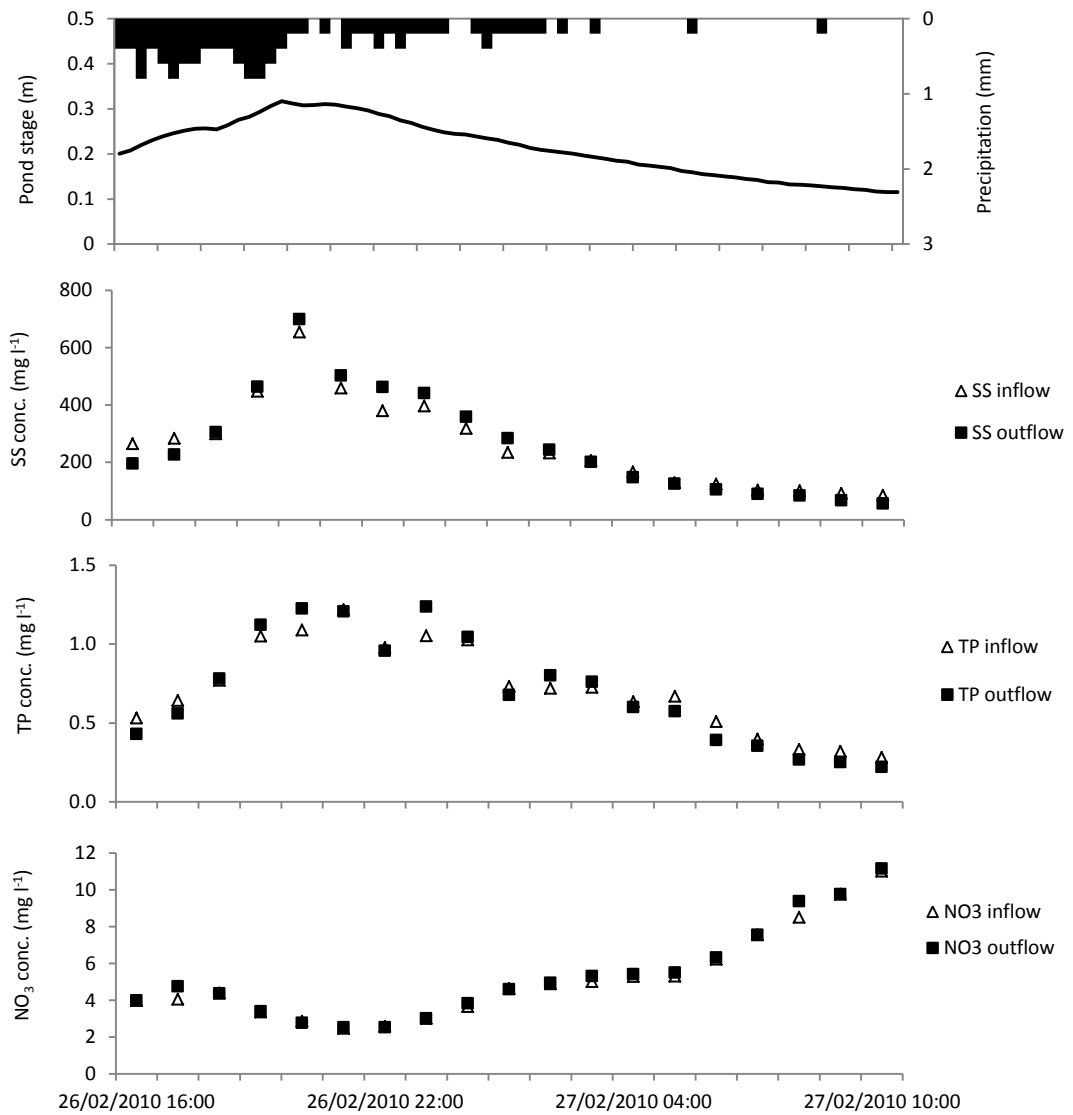 0.5
0.4
0.3
0.2
0.1
0
Pond stage (m)
0
1
2
3
Precipitation (mm)
800
600
400
200
0
SS conc. (mg l-1)
SS inflow
SS outflow
1.5
1.0
0.5
0.0
TP conc. (mg l-1)
TP inflow
TP outflow
12
10
8
6
4
2
0
NO3 conc. (mg l-1)
NO3 inflow
NO3 outflow
26/02/2010 16:00 26/02/2010 22:00 27/02/2010 04:00 27/02/2010 10:00